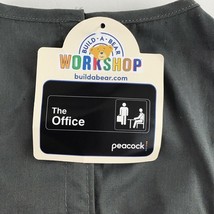 BUILD-A-BEAR
WORKSHOP
buildabear.com
The
Office
peacock